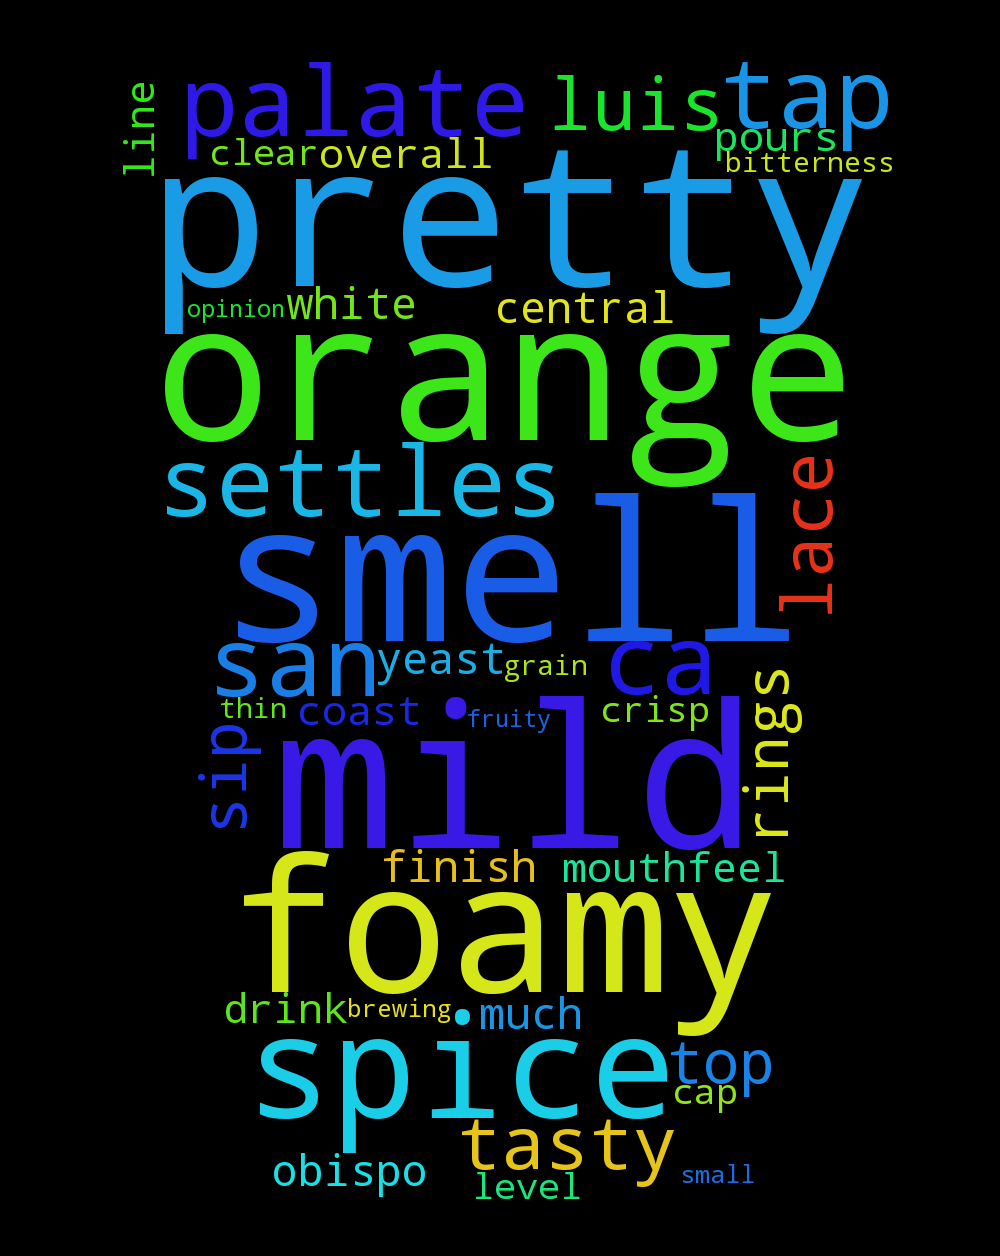 line
palate
luis
tap
clear
overall
pours
bitterness
pretty
opinion
white
central
orange
settles
lace
smell
san
yeast
grain
ca
thin
coast
fruity
crisp
rings
sip
mild
finish
mouthfeel
foamy
drink
brewing
much
spice
top
cap
tasty
obispo
level
small